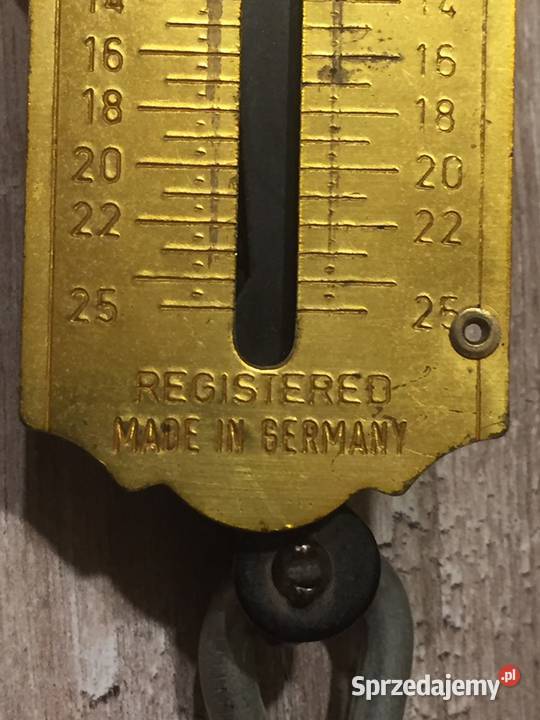 14 14
16 16
18 18
20 20
22 22
25 25
REGISTERED
MADE IN GERMANY
Sprzedajemy.pl